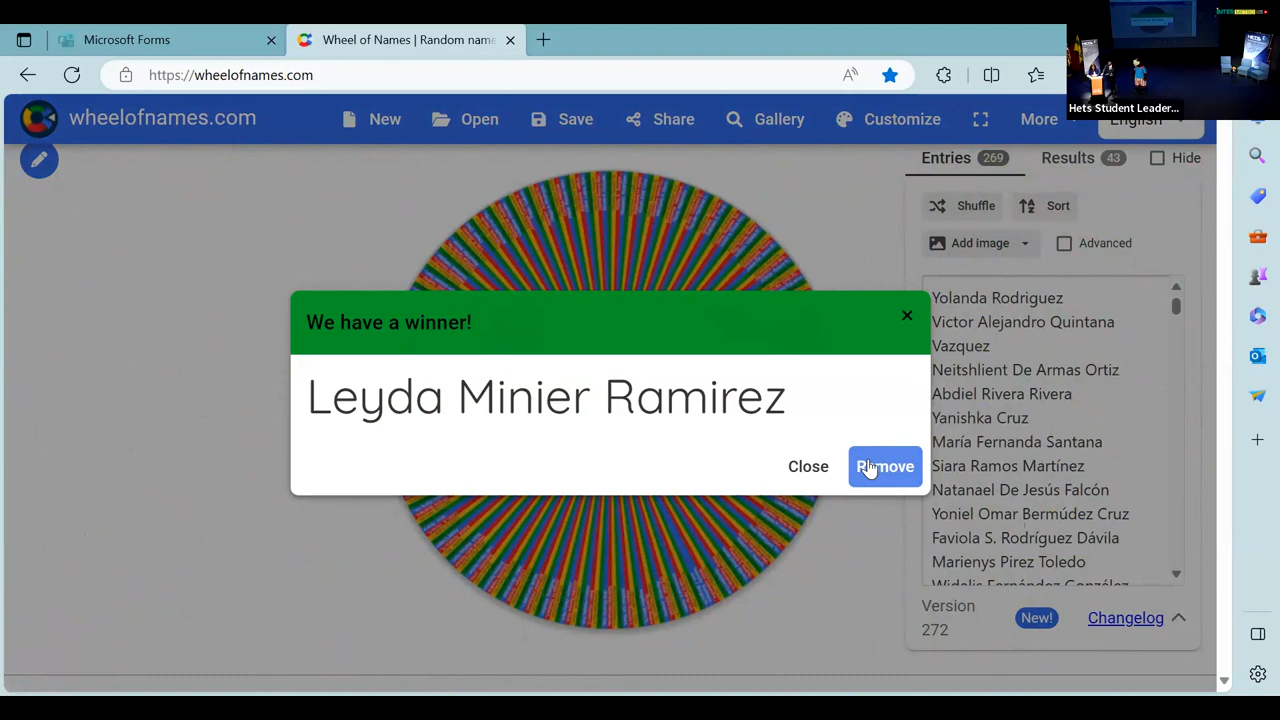 Microsoft Forms
Wheel of Names | Random name
https://wheelofnames.com
Hets Student Leader...
wheelofnames.com
New
Open
Save
Share
Gallery
Customize
More
English
Entries 269
Results 43
Hide
Shuffle
Sort
Add image
Advanced
We have a winner!
Leyda Minier Ramirez
Close
Remove
Yolanda Rodriguez
Victor Alejandro Quintana
Vazquez
Neitshlient De Armas Ortiz
Abdiel Rivera Rivera
Yanishka Cruz
María Fernanda Santana
Siara Ramos Martínez
Natanael De Jesús Falcón
Yoniel Omar Bermúdez Cruz
Faviola S. Rodríguez Dávila
Marienys Pirez Toledo
Widalis Fernández González
Version
272
New!
Changelog